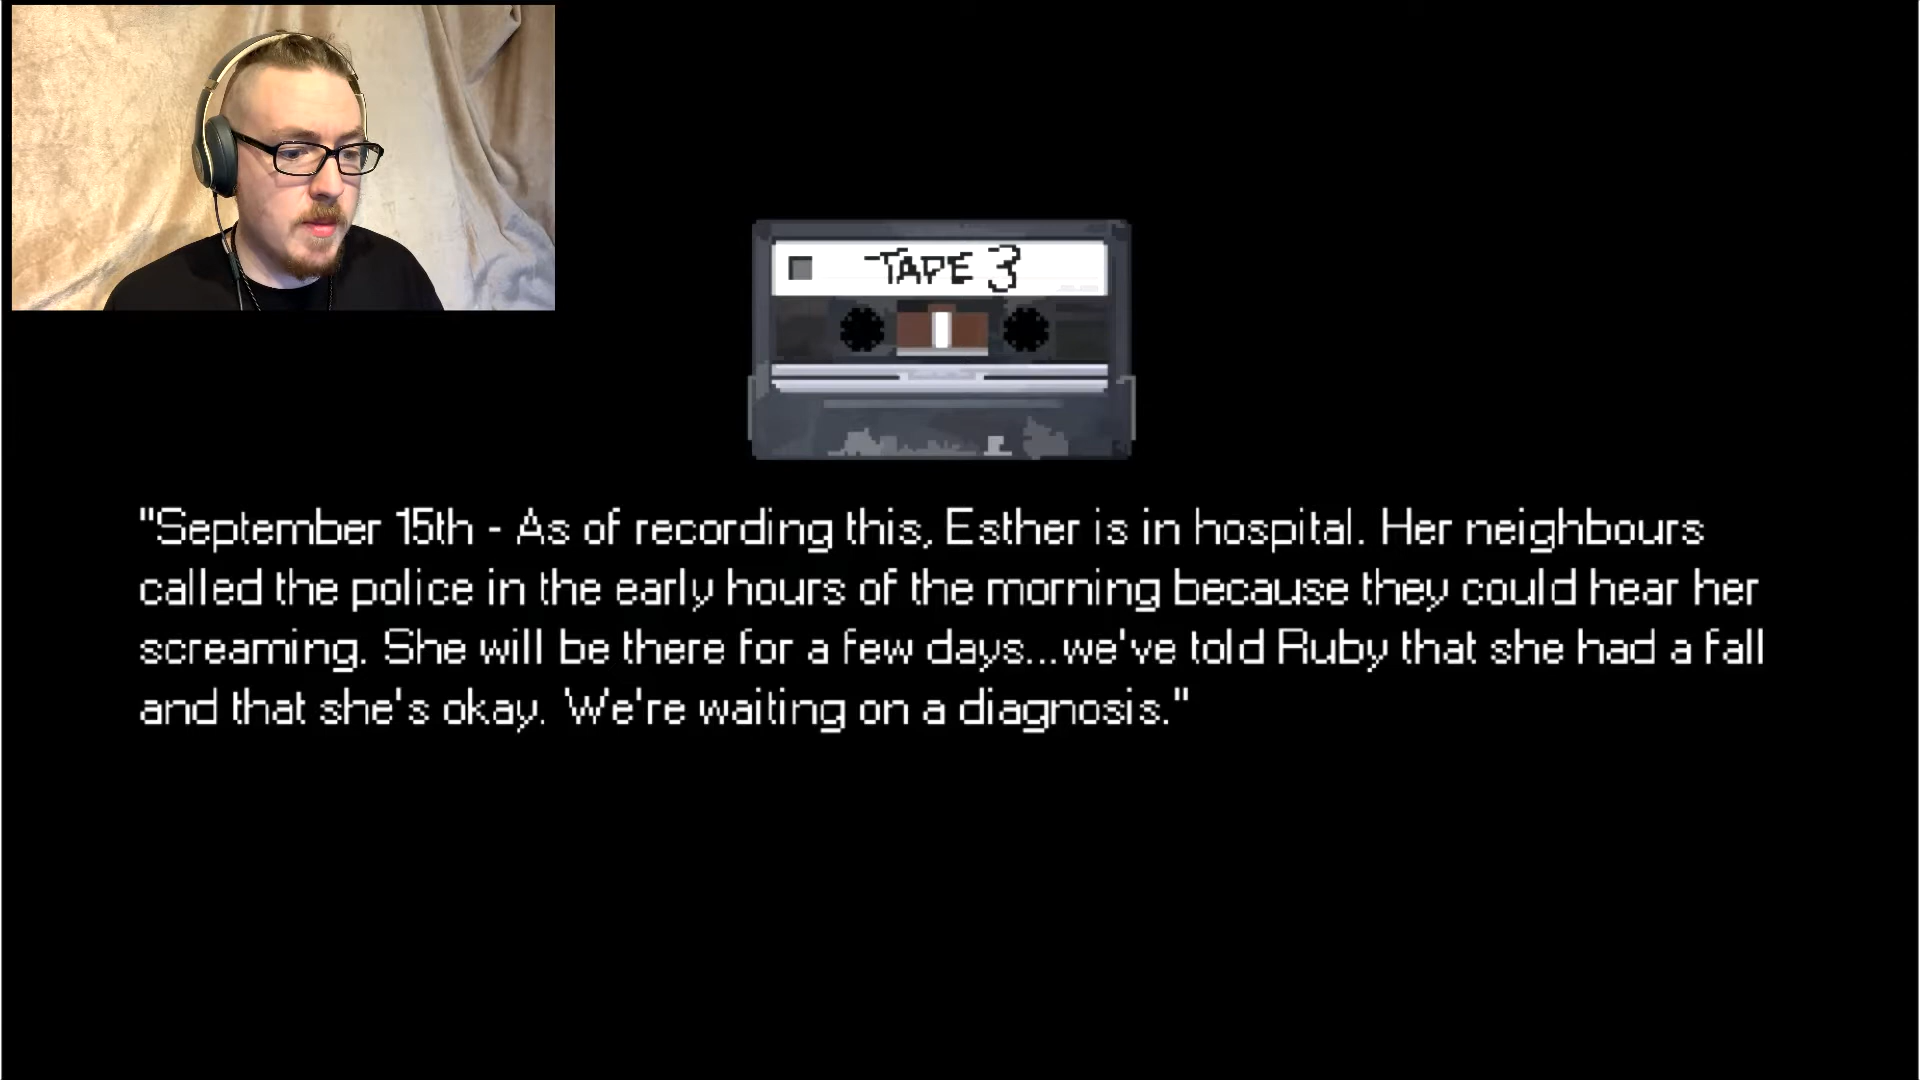 TAPE 3
"September 15th - As of recording this, Esther is in hospital. Her neighbours
called the police in the early hours of the morning because they could hear her
screaming. She will be there for a few days...we've told Ruby that she had a fall
and that she's okay. We're waiting on a diagnosis."